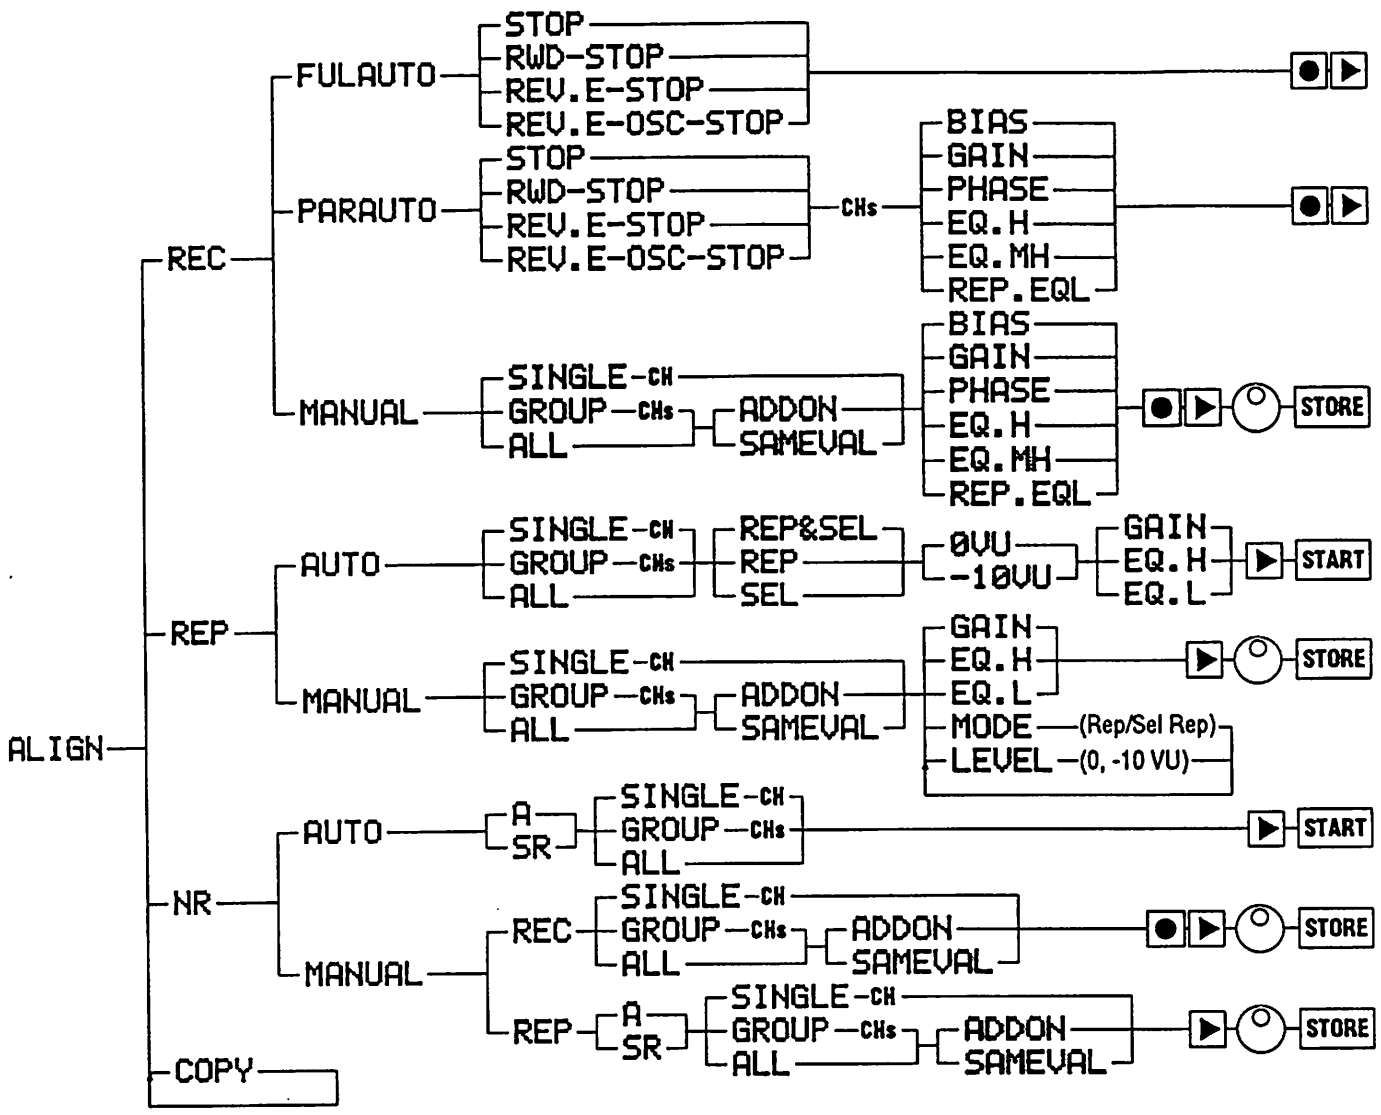 STOP
RWD-STOP
FULAUTO
REV.E-STOP
REV.E-OSC-STOP
BIAS
STOP
GAIN
RWD-STOP
PHASE
PARAUTO
CHs
REV.E-STOP
EQ.H
REC
REV.E-OSC-STOP
EQ.MH
REP.EQL
BIAS
GAIN
SINGLE-CH
PHASE
MANUAL
GROUP-CHs
ADDON
STORE
EQ.H
ALL
SAMEVAL
EQ.MH
REP.EQL
SINGLE-CH
REP&SEL
GAIN
0VU
AUTO
GROUP-CHs
REP
EQ.H
START
-10VU
ALL
SEL
EQ.L
REP
GAIN
SINGLE-CH
EQ.H
STORE
MANUAL
GROUP-CHs
ADDON
EQ.L
ALL
SAMEVAL
MODE-(Rep/Sel Rep)
ALIGN
LEVEL-(0, -10 VU)
SINGLE-CH
A
AUTO
GROUP-CHs
START
SR
ALL
NR
SINGLE-CH
REC
GROUP-CHs
ADDON
STORE
ALL
SAMEVAL
MANUAL
SINGLE-CH
A
REP
GROUP-CHs
ADDON
STORE
SR
ALL
SAMEVAL
COPY